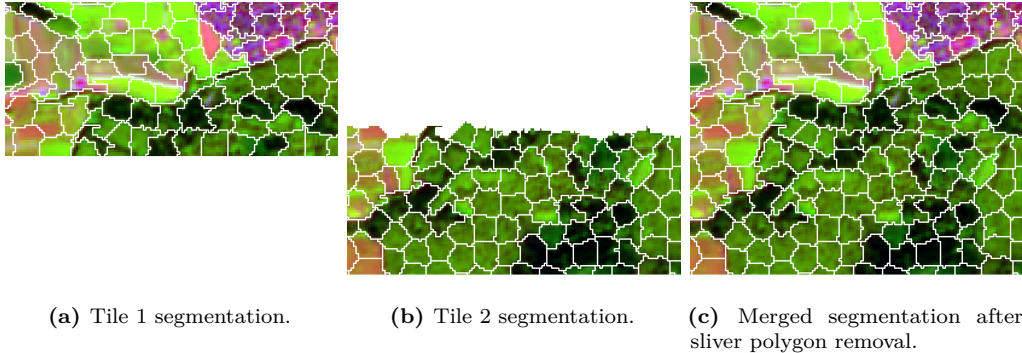 (a) Tile 1 segmentation.
(b) Tile 2 segmentation.
(c) Merged segmentation after
sliver polygon removal.